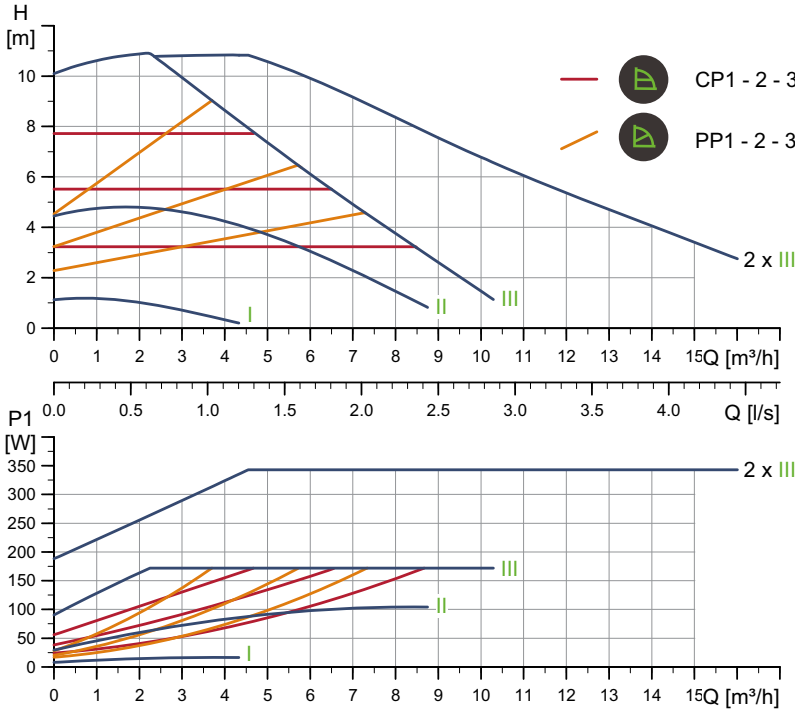 H
[m]
10
8
6
4
2
0
CP1 - 2 - 3
PP1 - 2 - 3
2 x III
III
II
I
0 1 2 3 4 5 6 7 8 9 10 11 12 13 14 15 Q [m³/h]
0.0 0.5 1.0 1.5 2.0 2.5 3.0 3.5 4.0
Q [l/s]
P1
[W]
350
300
250
200
150
100
50
0
2 x III
III
II
I
0 1 2 3 4 5 6 7 8 9 10 11 12 13 14 15 Q [m³/h]